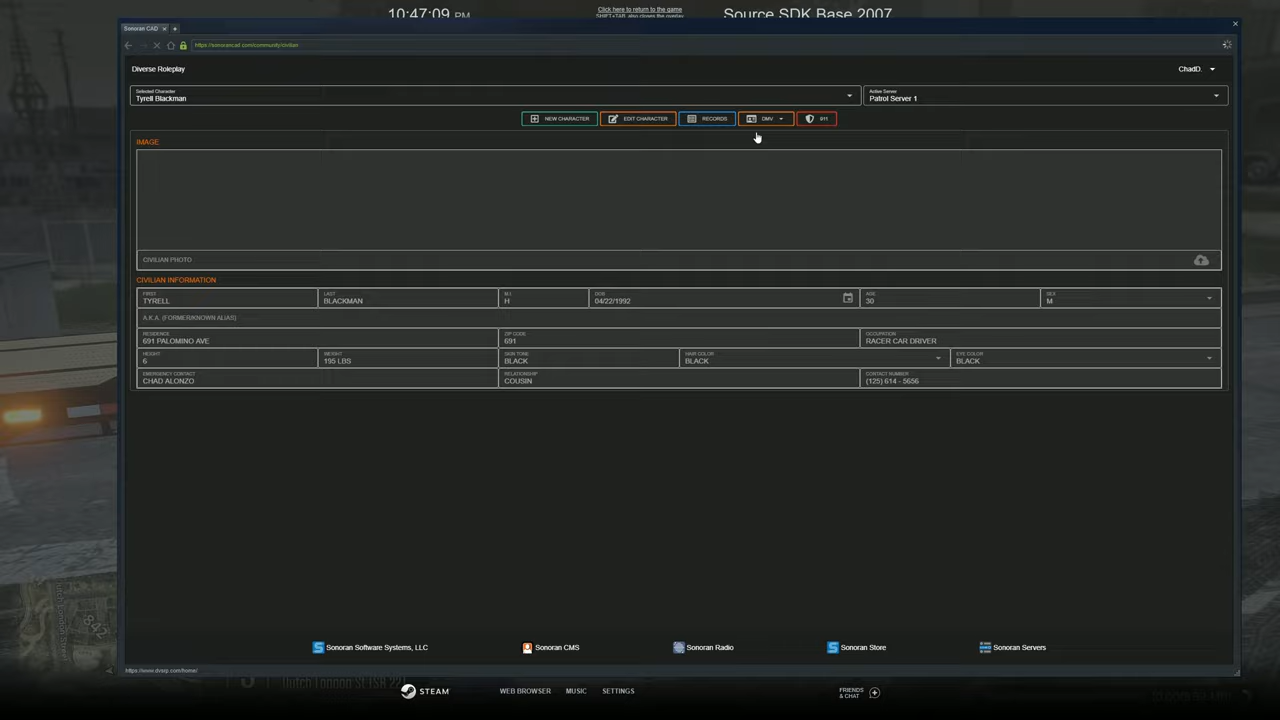 10:47:09 PM
Click here to return to the game
SHIFT+TAB also closes the overlay
Source SDK Base 2007
Sonoran CAD
https://sonorancad.com/community/civilian
Diverse Roleplay
ChadD.
Selected Character
Tyrell Blackman
Active Server
Patrol Server 1
NEW CHARACTER
EDIT CHARACTER
RECORDS
DMV
911
IMAGE
CIVILIAN PHOTO
CIVILIAN INFORMATION
FIRST
TYRELL
LAST
BLACKMAN
M.I
H
DOB
04/22/1992
AGE
30
SEX
M
A.K.A. (FORMER/KNOWN ALIAS)
RESIDENCE
691 PALOMINO AVE
ZIP CODE
691
OCCUPATION
RACER CAR DRIVER
HEIGHT
6
WEIGHT
195 LBS
SKIN TONE
BLACK
HAIR COLOR
BLACK
EYE COLOR
BLACK
EMERGENCY CONTACT
CHAD ALONZO
RELATIONSHIP
COUSIN
CONTACT NUMBER
(125) 614 - 5656
Sonoran Software Systems, LLC
Sonoran CMS
Sonoran Radio
Sonoran Store
Sonoran Servers
842
STEAM
WEB BROWSER
MUSIC
SETTINGS
FRIENDS
& CHAT